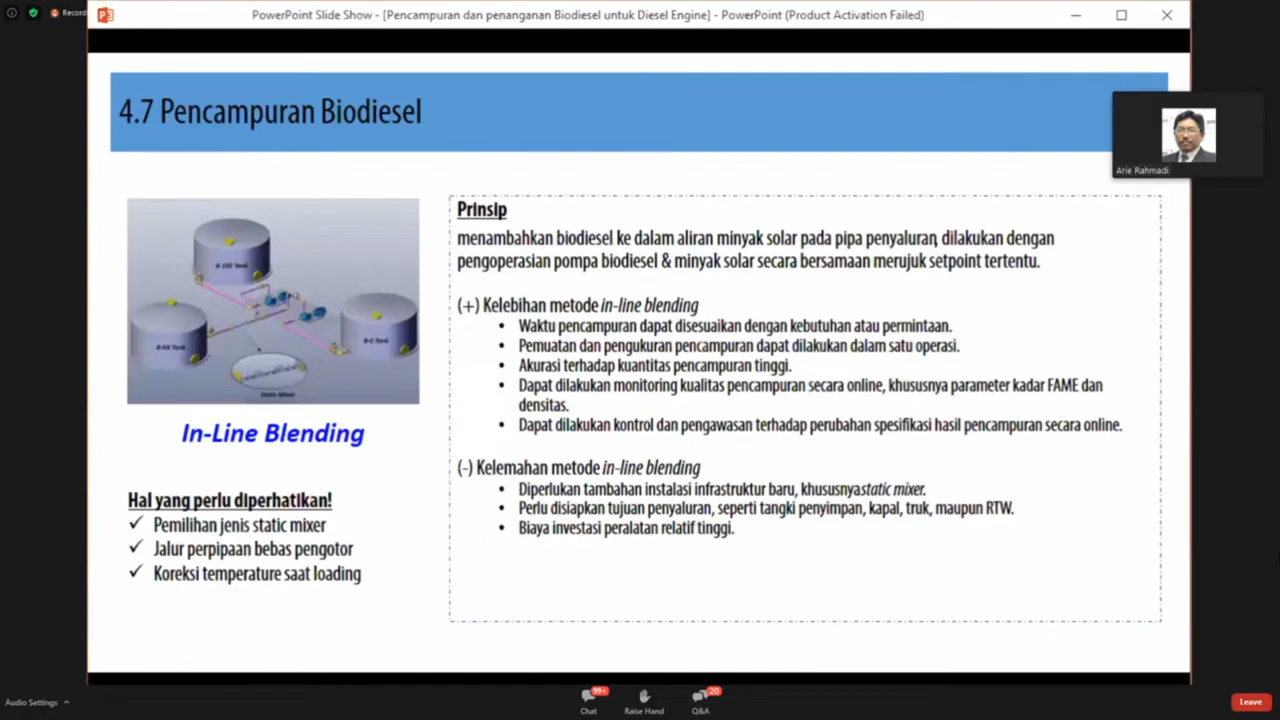 Record
PowerPoint Slide Show - [Pencampuran dan penanganan Biodiesel untuk Diesel Engine] - PowerPoint (Product Activation Failed)
4.7 Pencampuran Biodiesel
Arie Rahmadi
B-100 Tank
B-XX Tank
B-0 Tank
Static Mixer
In-Line Blending
Hal yang perlu diperhatikan!
✓ Pemilihan jenis static mixer
✓ Jalur perpipaan bebas pengotor
✓ Koreksi temperature saat loading
Prinsip
menambahkan biodiesel ke dalam aliran minyak solar pada pipa penyaluran, dilakukan dengan
pengoperasian pompa biodiesel & minyak solar secara bersamaan merujuk setpoint tertentu.
(+) Kelebihan metode in-line blending
• Waktu pencampuran dapat disesuaikan dengan kebutuhan atau permintaan.
• Pemuatan dan pengukuran pencampuran dapat dilakukan dalam satu operasi.
• Akurasi terhadap kuantitas pencampuran tinggi.
• Dapat dilakukan monitoring kualitas pencampuran secara online, khususnya parameter kadar FAME dan
densitas.
• Dapat dilakukan kontrol dan pengawasan terhadap perubahan spesifikasi hasil pencampuran secara online.
(-) Kelemahan metode in-line blending
• Diperlukan tambahan instalasi infrastruktur baru, khususnya static mixer.
• Perlu disiapkan tujuan penyaluran, seperti tangki penyimpan, kapal, truk, maupun RTW.
• Biaya investasi peralatan relatif tinggi.
Audio Settings
99+
Chat
Raise Hand
20
Q&A
Leave